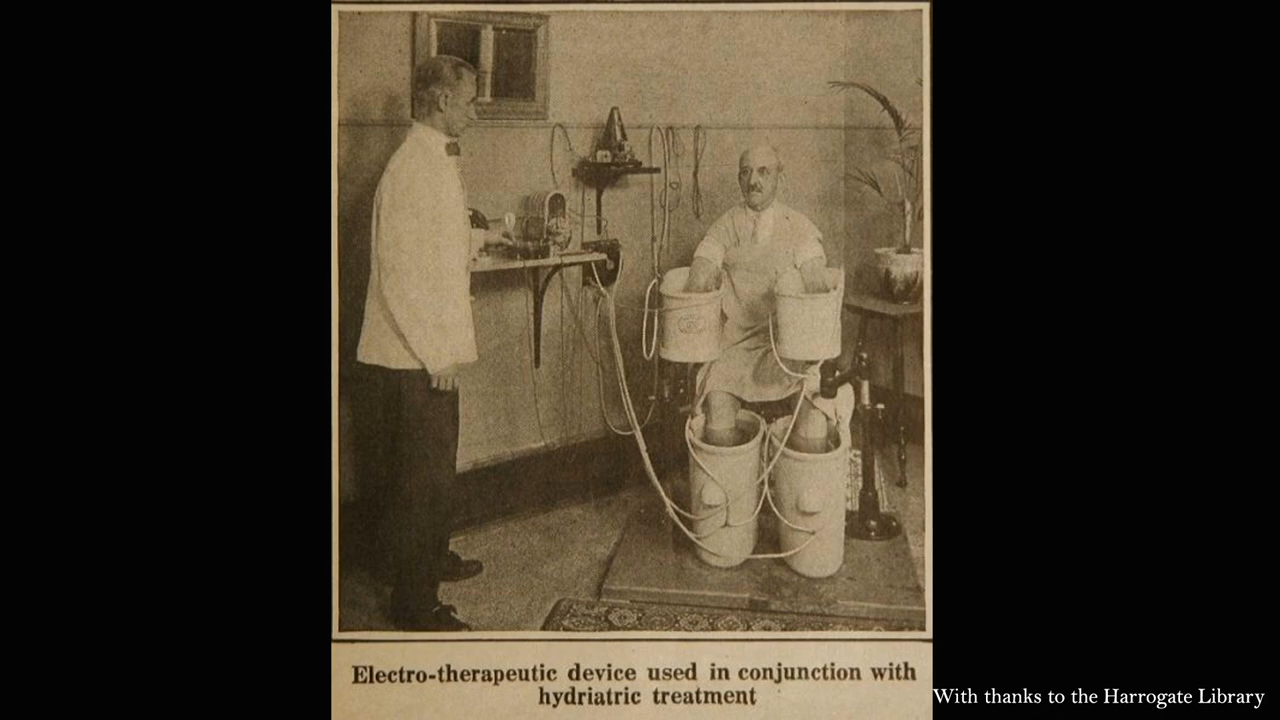 Electro-therapeutic device used in conjunction with
hydriatric treatment
With thanks to the Harrogate Library